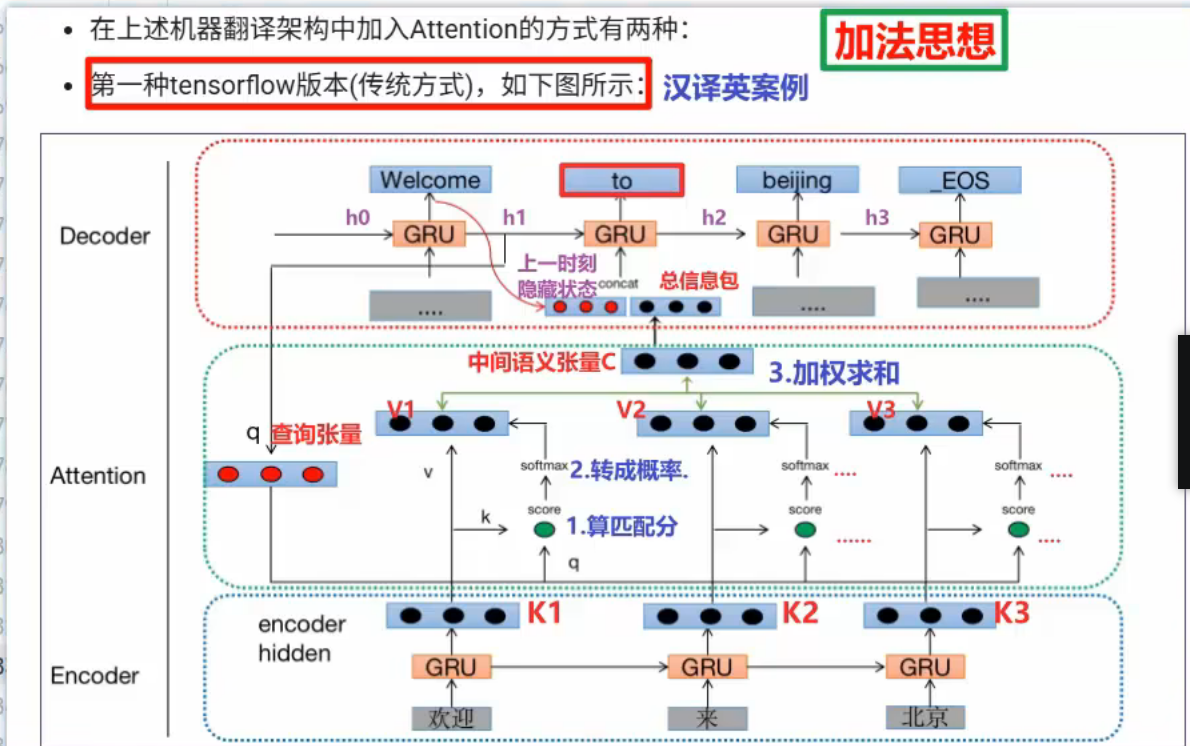 在上述机器翻译架构中加入Attention的方式有两种：
加法思想
第一种tensorflow版本(传统方式)，如下图所示：
汉译英案例
Decoder
Welcome
to
beijing
_EOS
h0
GRU
h1
GRU
h2
GRU
h3
GRU
上一时刻
隐藏状态
concat
总信息包
....
....
....
Attention
中间语义张量C
3.加权求和
V1
V2
V3
q
查询张量
v
softmax
2.转成概率.
softmax
....
softmax
....
k
score
1.算匹配分
score
......
score
....
q
Encoder
encoder
hidden
K1
K2
K3
GRU
GRU
GRU
欢迎
来
北京